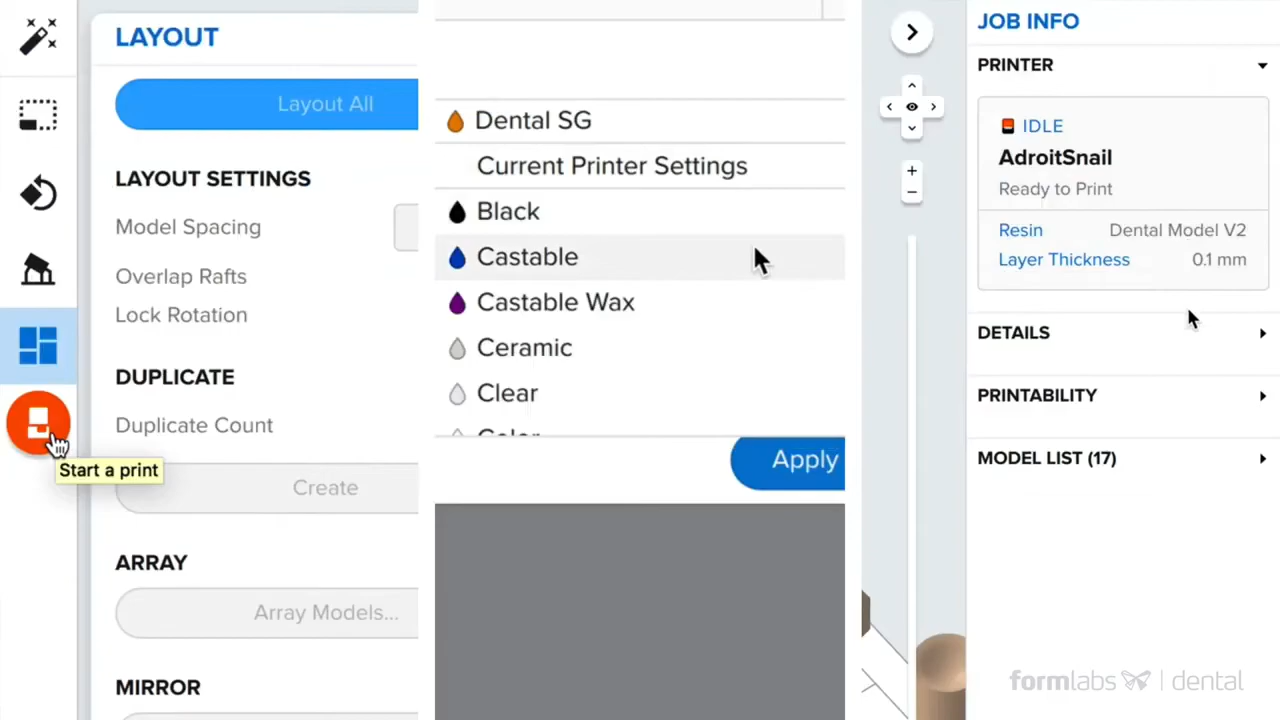 LAYOUT
Layout All
LAYOUT SETTINGS
Model Spacing
Overlap Rafts
Lock Rotation
DUPLICATE
Duplicate Count
Start a print
Create
ARRAY
Array Models...
MIRROR
Dental SG
Current Printer Settings
Black
Castable
Castable Wax
Ceramic
Clear
Color
Apply
JOB INFO
PRINTER
IDLE
AdroitSnail
Ready to Print
Resin Dental Model V2
Layer Thickness 0.1 mm
DETAILS
PRINTABILITY
MODEL LIST (17)
formlabs | dental